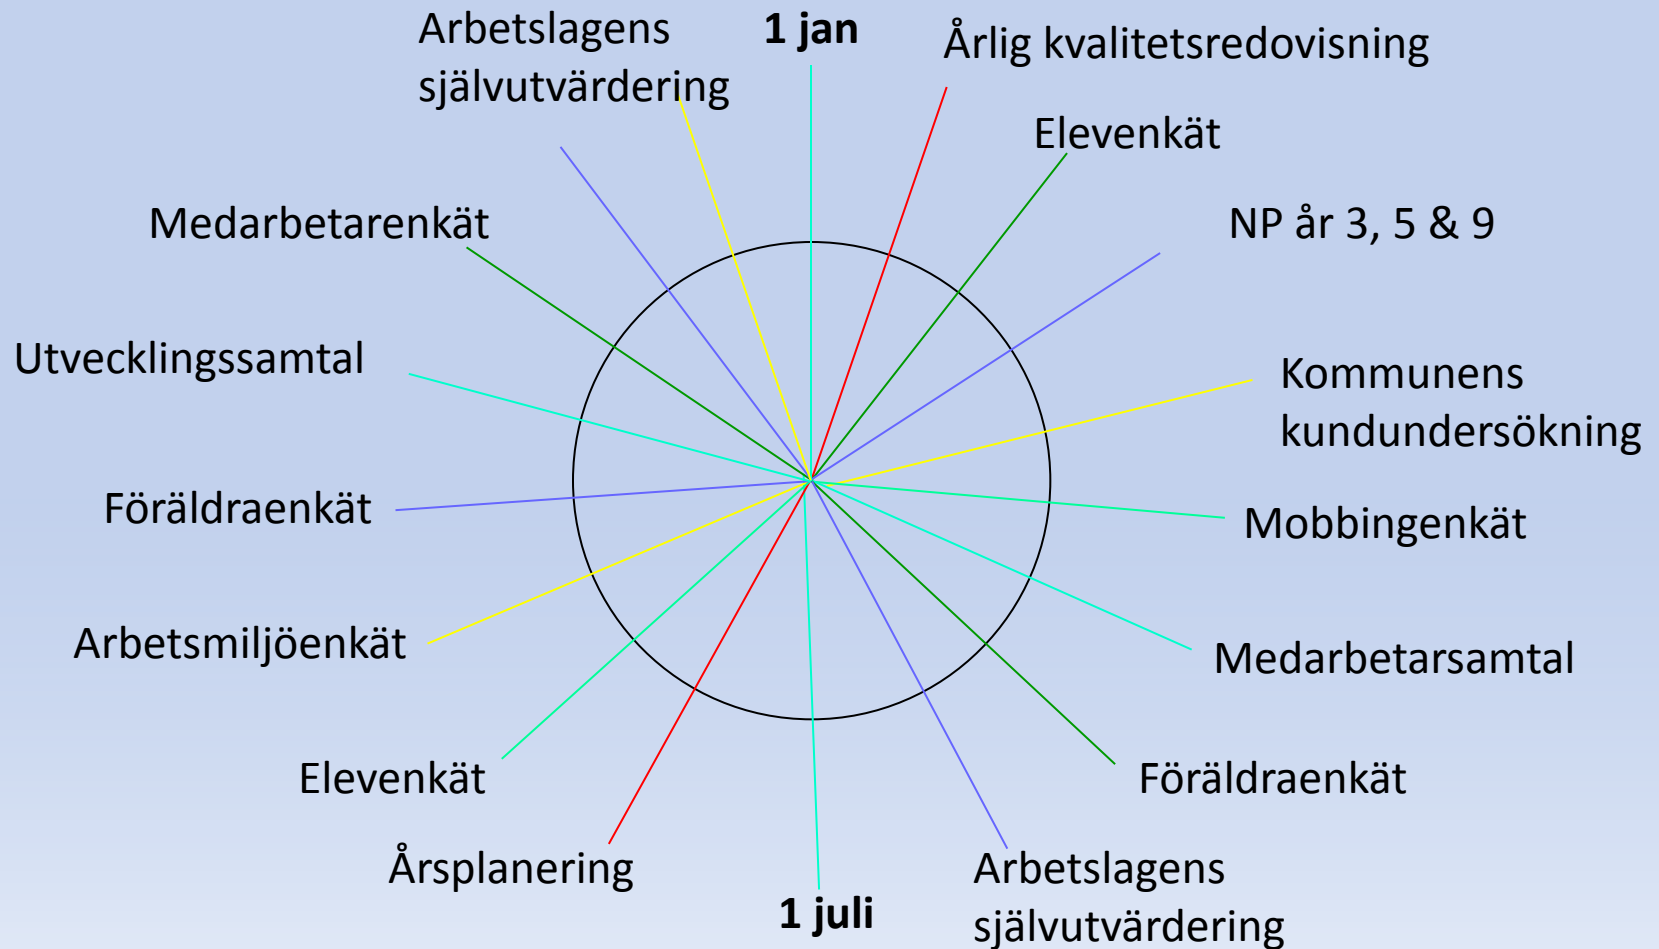 1 jan
Årlig kvalitetsredovisning
Elevenkät
NP år 3, 5 & 9
Kommunens
kundundersökning
Mobbingenkät
Medarbetarsamtal
Föräldraenkät
Arbetslagens
självutvärdering
1 juli
Årsplanering
Elevenkät
Arbetsmiljöenkät
Föräldraenkät
Utvecklingssamtal
Medarbetarenkät
Arbetslagens
självutvärdering